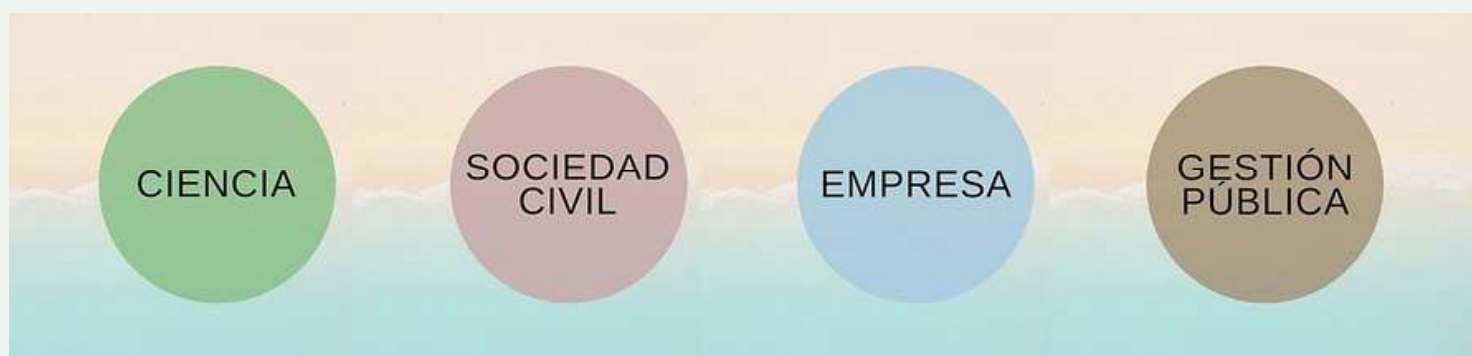 CIENCIA
SOCIEDAD
CIVIL
EMPRESA
GESTIÓN
PÚBLICA